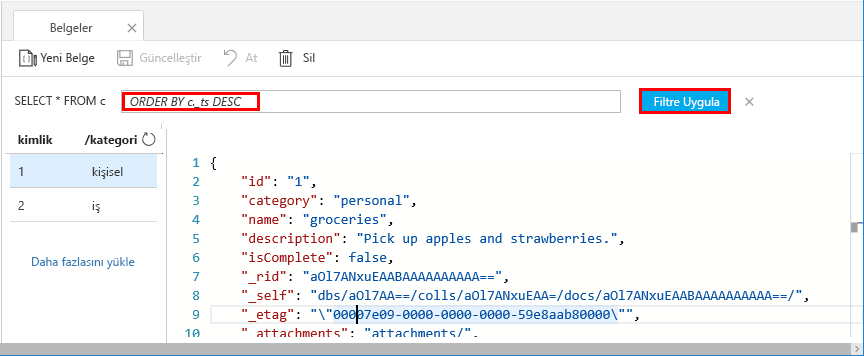 Belgeler
Yeni Belge Güncelleştir At Sil
SELECT * FROM c ORDER BY c._ts DESC Filtre Uygula
kimlik /kategori
1 kişisel
2 iş
Daha fazlasını yükle
1 {
2 "id": "1",
3 "category": "personal",
4 "name": "groceries",
5 "description": "Pick up apples and strawberries.",
6 "isComplete": false,
7 "_rid": "aOl7ANxuEAABAAAAAAAAAA==",
8 "_self": "dbs/aOl7AA==/colls/aOl7ANxuEAA=/docs/aOl7ANxuEAABAAAAAAAAAA==/",
9 "_etag": "\"00007e09-0000-0000-0000-59e8aab80000\"",
10 "_attachments": "attachments/",